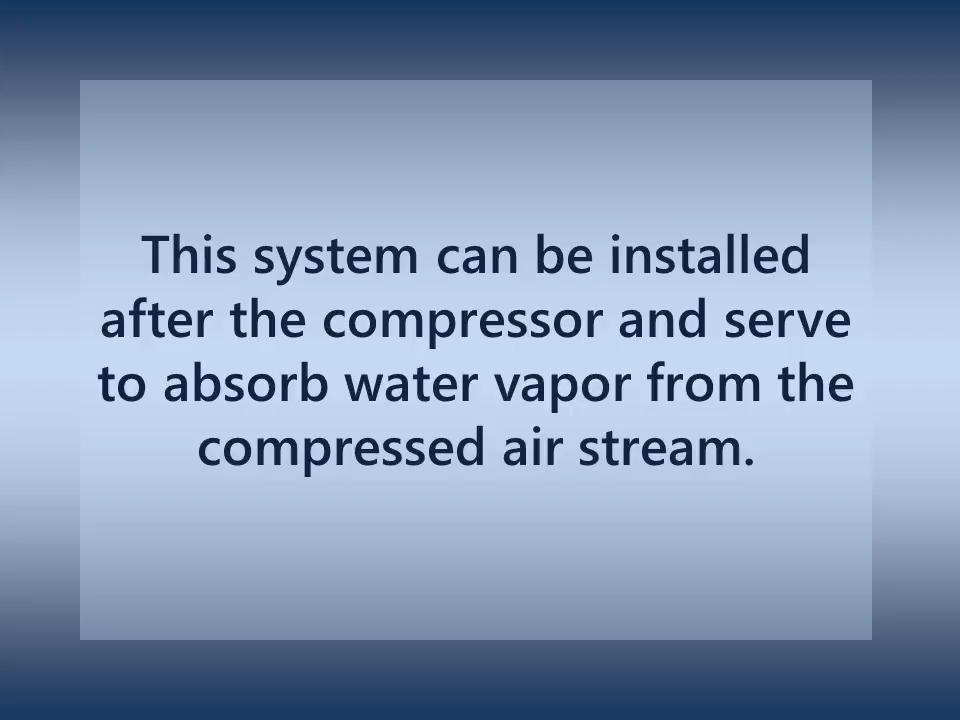 This system can be installed
after the compressor and serve
to absorb water vapor from the
compressed air stream.